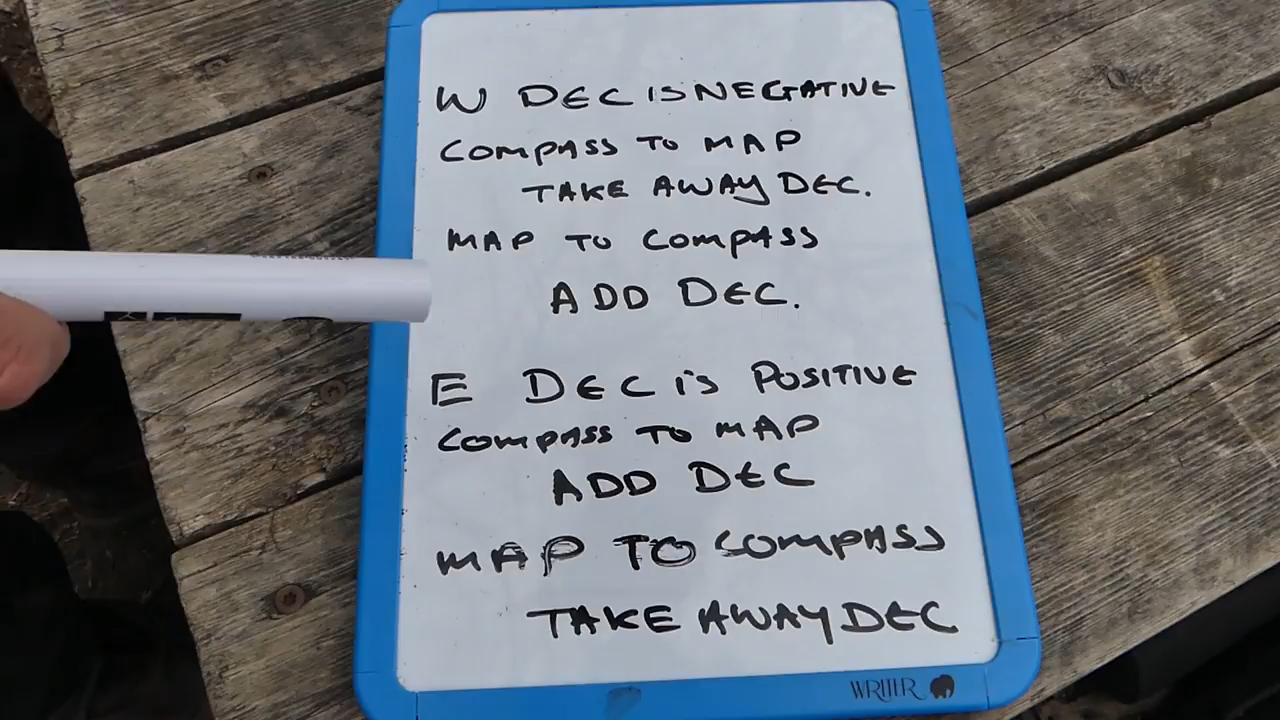 W DEC IS NEGATIVE
COMPASS TO MAP
TAKE AWAY DEC.
MAP TO COMPASS
ADD DEC.
E DEC is POSITIVE
COMPASS TO MAP
ADD DEC
MAP TO COMPASS
TAKE AWAY DEC
WRITER